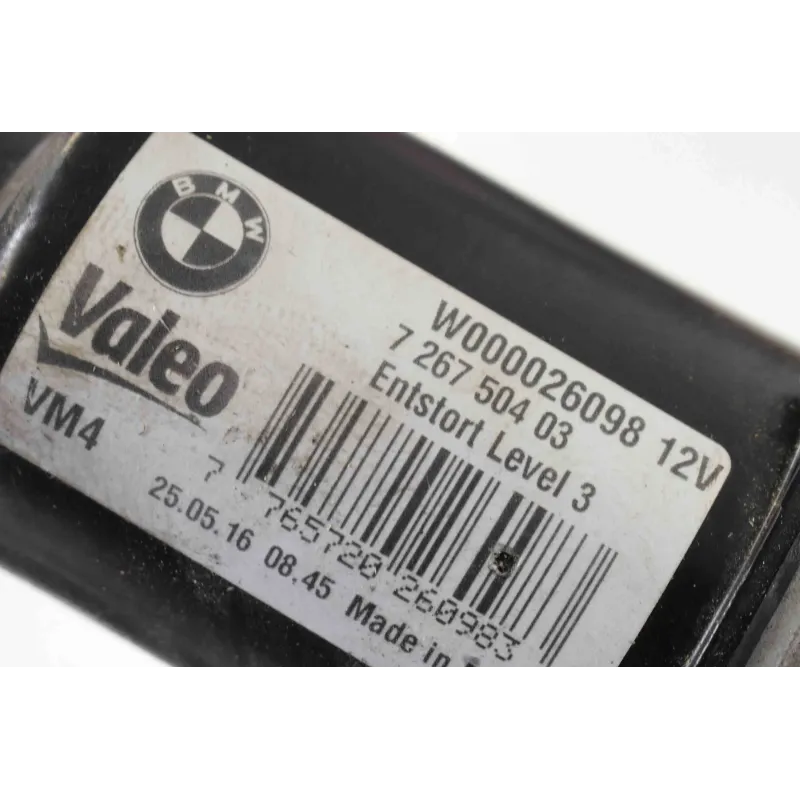 BMW
Valeo
VM4
W000026098 12V
7 267 504 03
Entstort Level 3
7 765720 260983
25.05.16 08.45 Made in